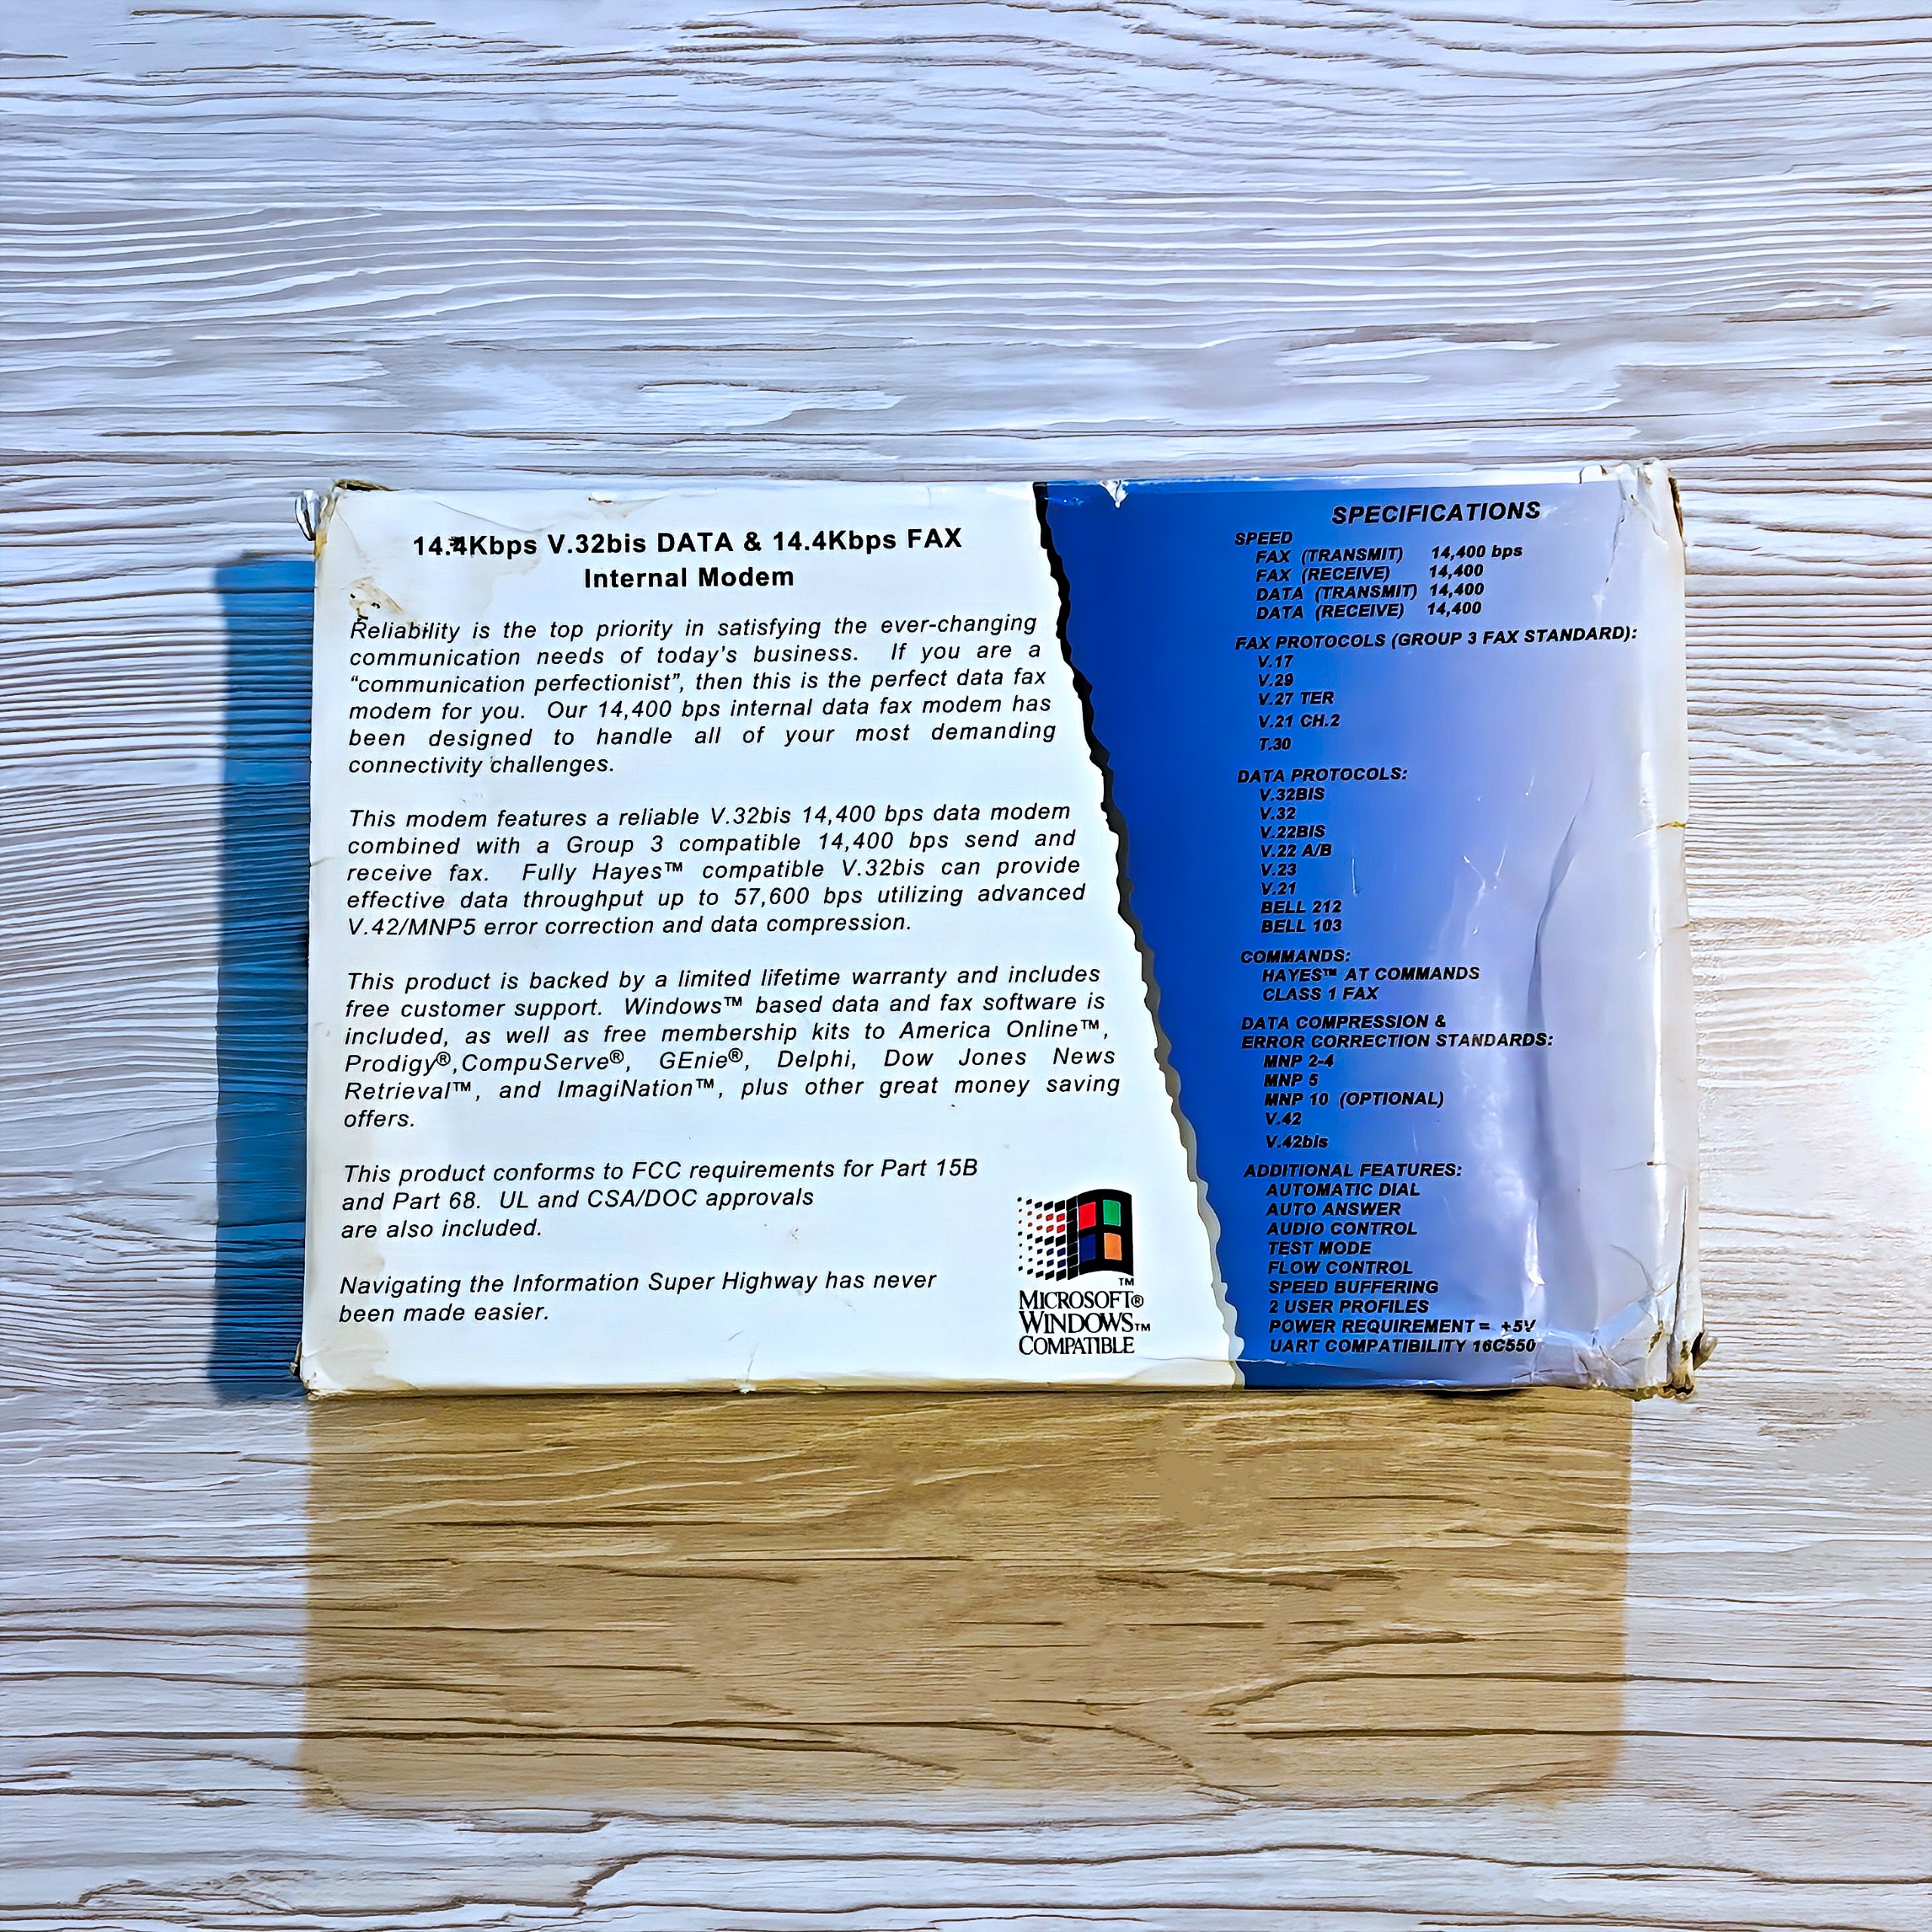 14.4Kbps V.32bis DATA & 14.4Kbps FAX
Internal Modem
Reliability is the top priority in satisfying the ever-changing
communication needs of today's business. If you are a
“communication perfectionist”, then this is the perfect data fax
modem for you. Our 14,400 bps internal data fax modem has
been designed to handle all of your most demanding
connectivity challenges.
This modem features a reliable V.32bis 14,400 bps data modem
combined with a Group 3 compatible 14,400 bps send and
receive fax. Fully Hayes™ compatible V.32bis can provide
effective data throughput up to 57,600 bps utilizing advanced
V.42/MNP5 error correction and data compression.
This product is backed by a limited lifetime warranty and includes
free customer support. Windows™ based data and fax software is
included, as well as free membership kits to America Online™,
Prodigy®,CompuServe®, GEnie®, Delphi, Dow Jones News
Retrieval™, and ImagiNation™, plus other great money saving
offers.
This product conforms to FCC requirements for Part 15B
and Part 68. UL and CSA/DOC approvals
are also included.
Navigating the Information Super Highway has never
been made easier.
TM
MICROSOFT®
WINDOWS™
COMPATIBLE
SPECIFICATIONS
SPEED
FAX (TRANSMIT) 14,400 bps
FAX (RECEIVE) 14,400
DATA (TRANSMIT) 14,400
DATA (RECEIVE) 14,400
FAX PROTOCOLS (GROUP 3 FAX STANDARD):
V.17
V.29
V.27 TER
V.21 CH.2
T.30
DATA PROTOCOLS:
V.32BIS
V.32
V.22BIS
V.22 A/B
V.23
V.21
BELL 212
BELL 103
COMMANDS:
HAYES™ AT COMMANDS
CLASS 1 FAX
DATA COMPRESSION &
ERROR CORRECTION STANDARDS:
MNP 2-4
MNP 5
MNP 10 (OPTIONAL)
V.42
V.42bis
ADDITIONAL FEATURES:
AUTOMATIC DIAL
AUTO ANSWER
AUDIO CONTROL
TEST MODE
FLOW CONTROL
SPEED BUFFERING
2 USER PROFILES
POWER REQUIREMENT = +5V
UART COMPATIBILITY 16C550